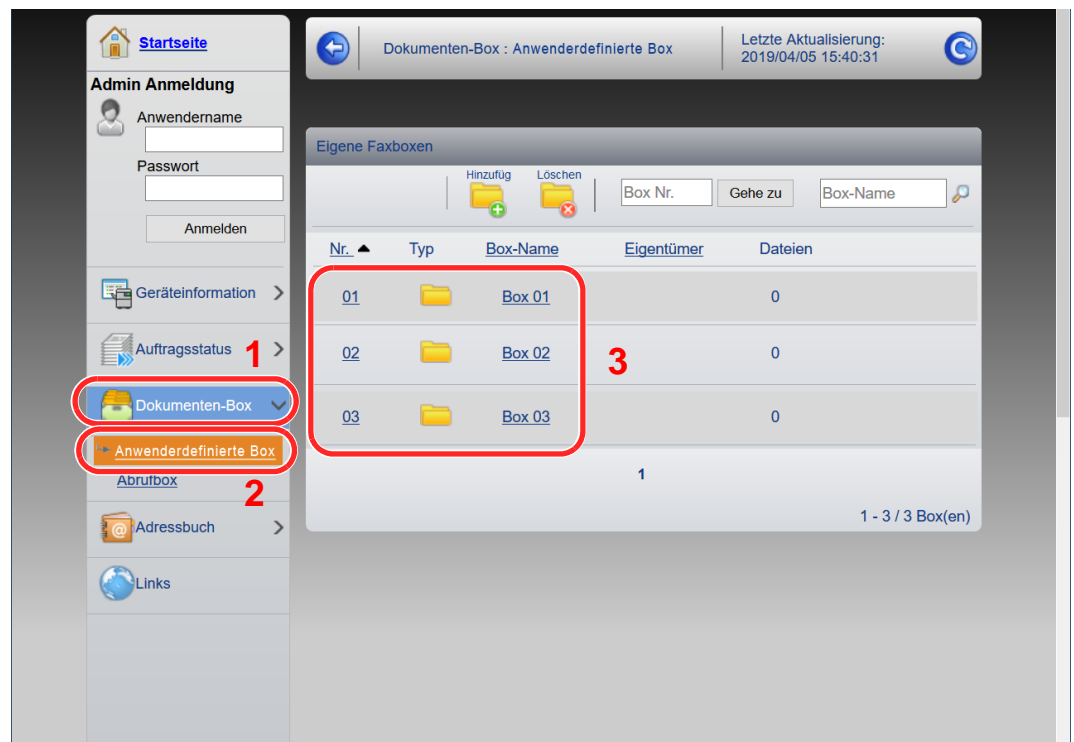 Startseite
Admin Anmeldung
Anwendername
Passwort
Anmelden
Geräteinformation
Auftragsstatus
1
Dokumenten-Box
Anwenderdefinierte Box
Abrufbox
2
Adressbuch
Links
Dokumenten-Box : Anwenderdefinierte Box
Letzte Aktualisierung:
2019/04/05 15:40:31
Eigene Faxboxen
Hinzufüg Löschen
Box Nr. Gehe zu Box-Name
Nr. Typ Box-Name Eigentümer Dateien
01 Box 01 0
02 Box 02 0
3
03 Box 03 0
1
1 - 3 / 3 Box(en)